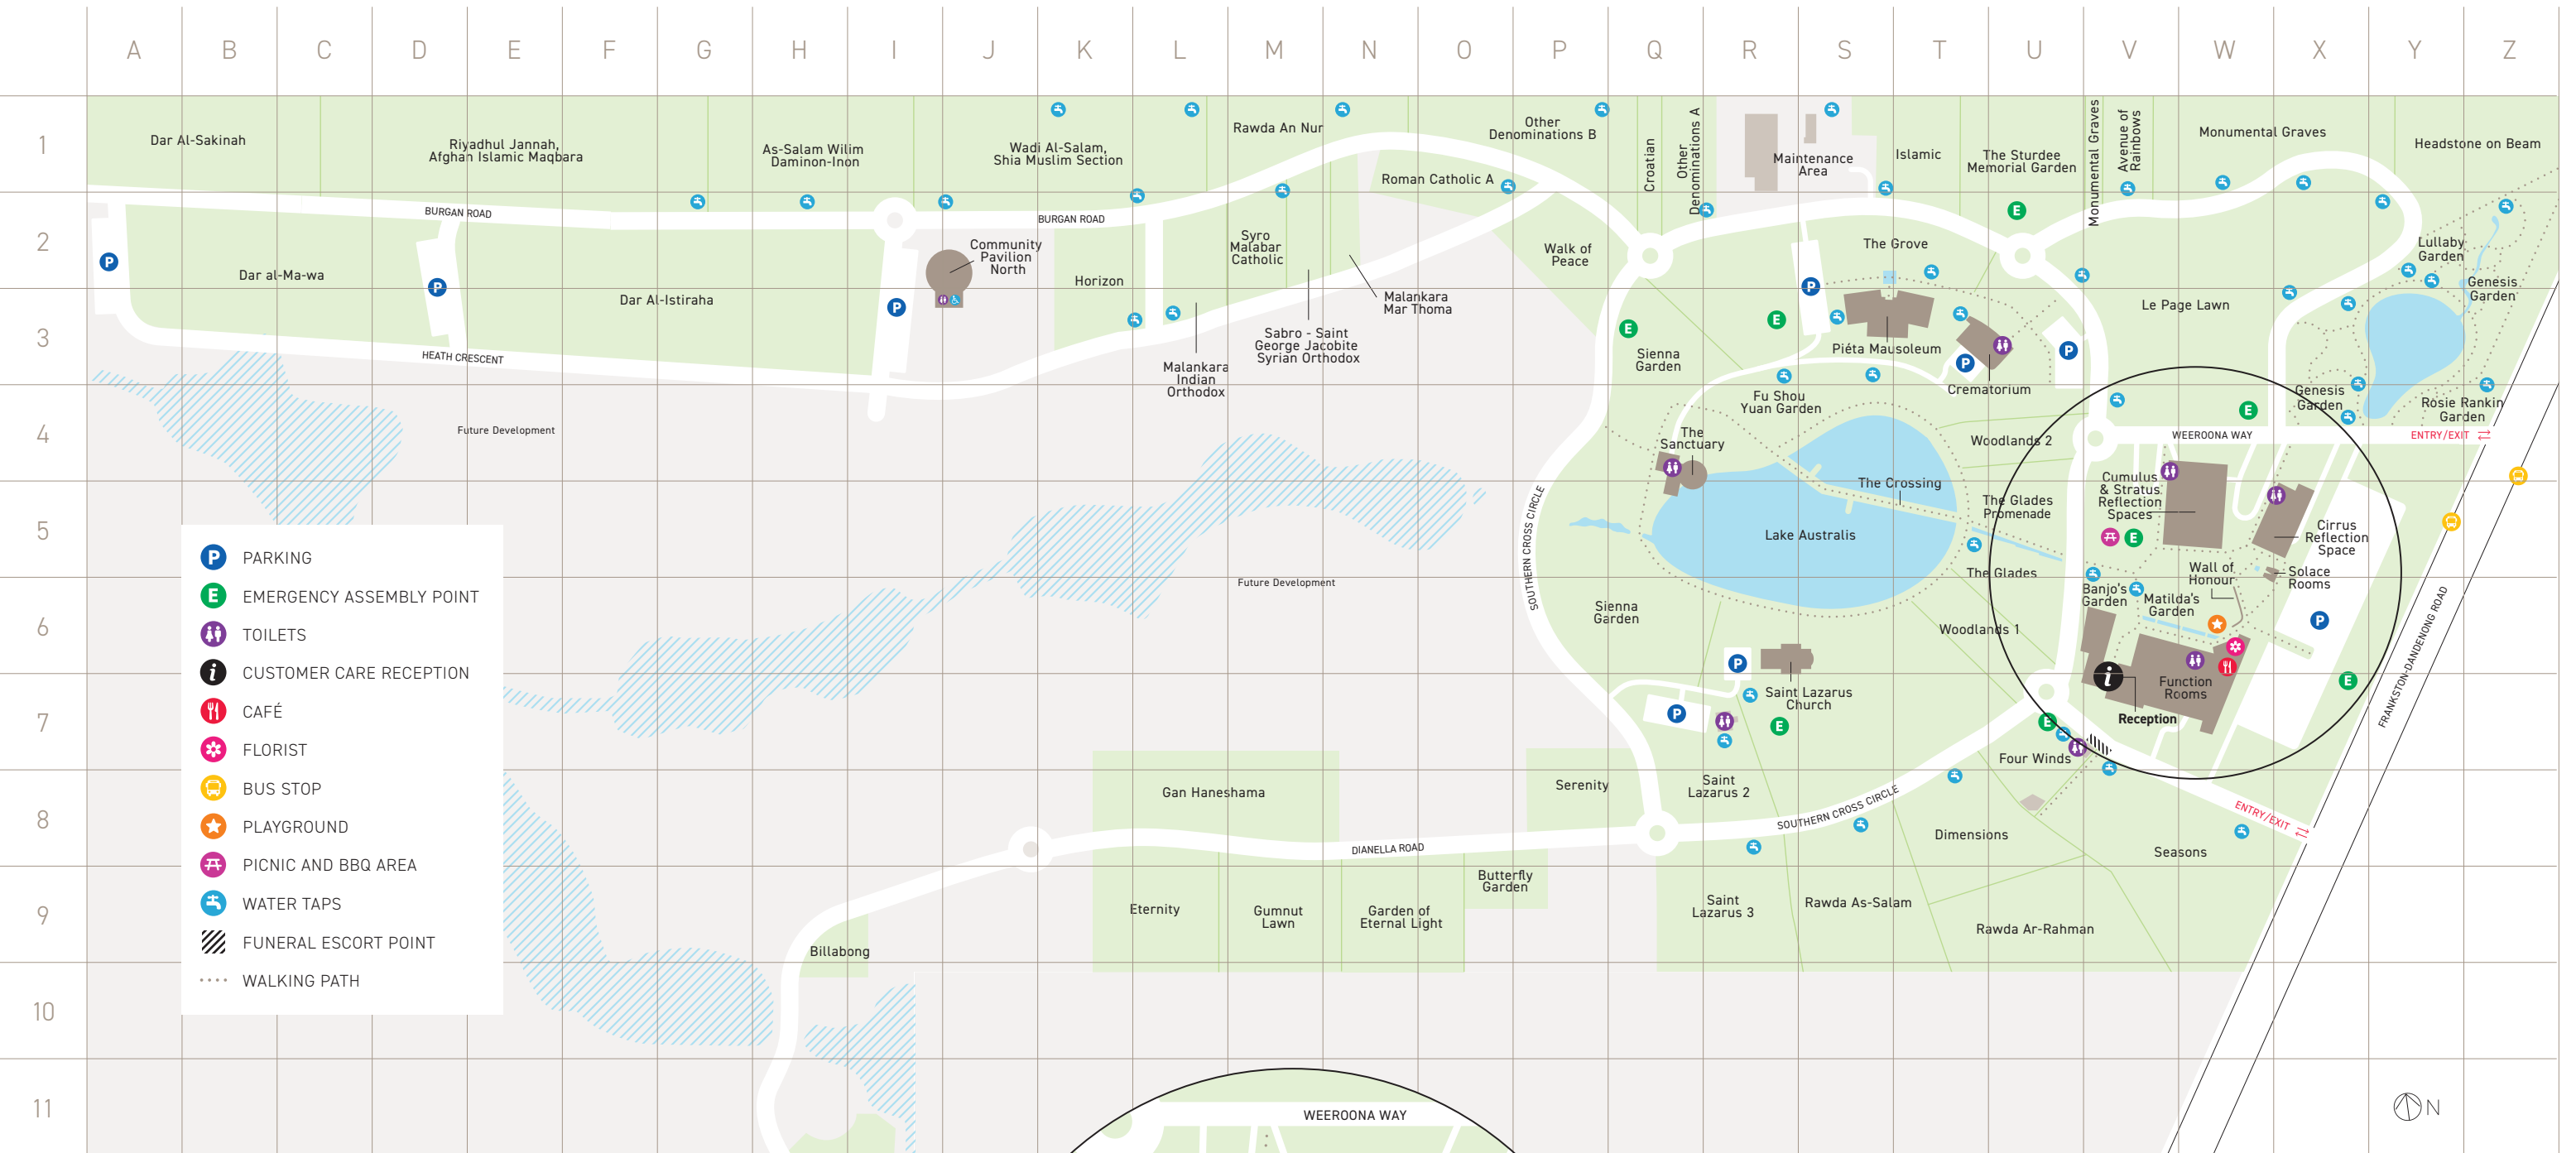 A B C D E F G H I J K L M N O P Q R S T U V W X Y Z
1
2
3
4
5
6
7
8
9
10
11
Dar Al-Sakinah
Riyadhul Jannah,
Afghan Islamic Maqbara
As-Salam Wilim
Daminon-Inon
Wadi Al-Salam,
Shia Muslim Section
Rawda An Nur
Roman Catholic A
Other
Denominations B
Croatian
Other
Denominations A
Maintenance
Area
Islamic
The Sturdee
Memorial Garden
Monumental Graves
Avenue of
Rainbows
Monumental Graves
Headstone on Beam
BURGAN ROAD
BURGAN ROAD
P
Dar al-Ma-wa
P
Dar Al-Istiraha
P
Community
Pavilion
North
Horizon
Syro
Malabar
Catholic
Malankara
Mar Thoma
Sabro - Saint
George Jacobite
Syrian Orthodox
Malankara
Indian
Orthodox
Walk of
Peace
E
The Grove
P
E
E
Sienna
Garden
Piéta Mausoleum
P
P
Crematorium
Le Page Lawn
Lullaby
Garden
Genesis
Garden
HEATH CRESCENT
Future Development
Fu Shou
Yuan Garden
The
Sanctuary
Woodlands 2
WEEROONA WAY
E
Genesis
Garden
Rosie Rankin
Garden
ENTRY/EXIT
SOUTHERN CROSS CIRCLE
The Crossing
Lake Australis
The Glades
Promenade
The Glades
Cumulus
& Stratus
Reflection
Spaces
E
Cirrus
Reflection
Space
Solace
Rooms
Wall of
Honour
Banjo's
Garden
Matilda's
Garden
P
Future Development
Sienna
Garden
Woodlands 1
P
Saint Lazarus
Church
P
E
E
i
Function
Rooms
Reception
E
FRANKSTON-DANDENONG ROAD
Four Winds
Gan Haneshama
Serenity
Saint
Lazarus 2
SOUTHERN CROSS CIRCLE
Dimensions
ENTRY/EXIT
Seasons
DIANELLA ROAD
Eternity
Gumnut
Lawn
Garden of
Eternal Light
Butterfly
Garden
Saint
Lazarus 3
Rawda As-Salam
Rawda Ar-Rahman
Billabong
P PARKING
E EMERGENCY ASSEMBLY POINT
TOILETS
i CUSTOMER CARE RECEPTION
CAFÉ
FLORIST
BUS STOP
PLAYGROUND
PICNIC AND BBQ AREA
WATER TAPS
FUNERAL ESCORT POINT
WALKING PATH
WEEROONA WAY
N